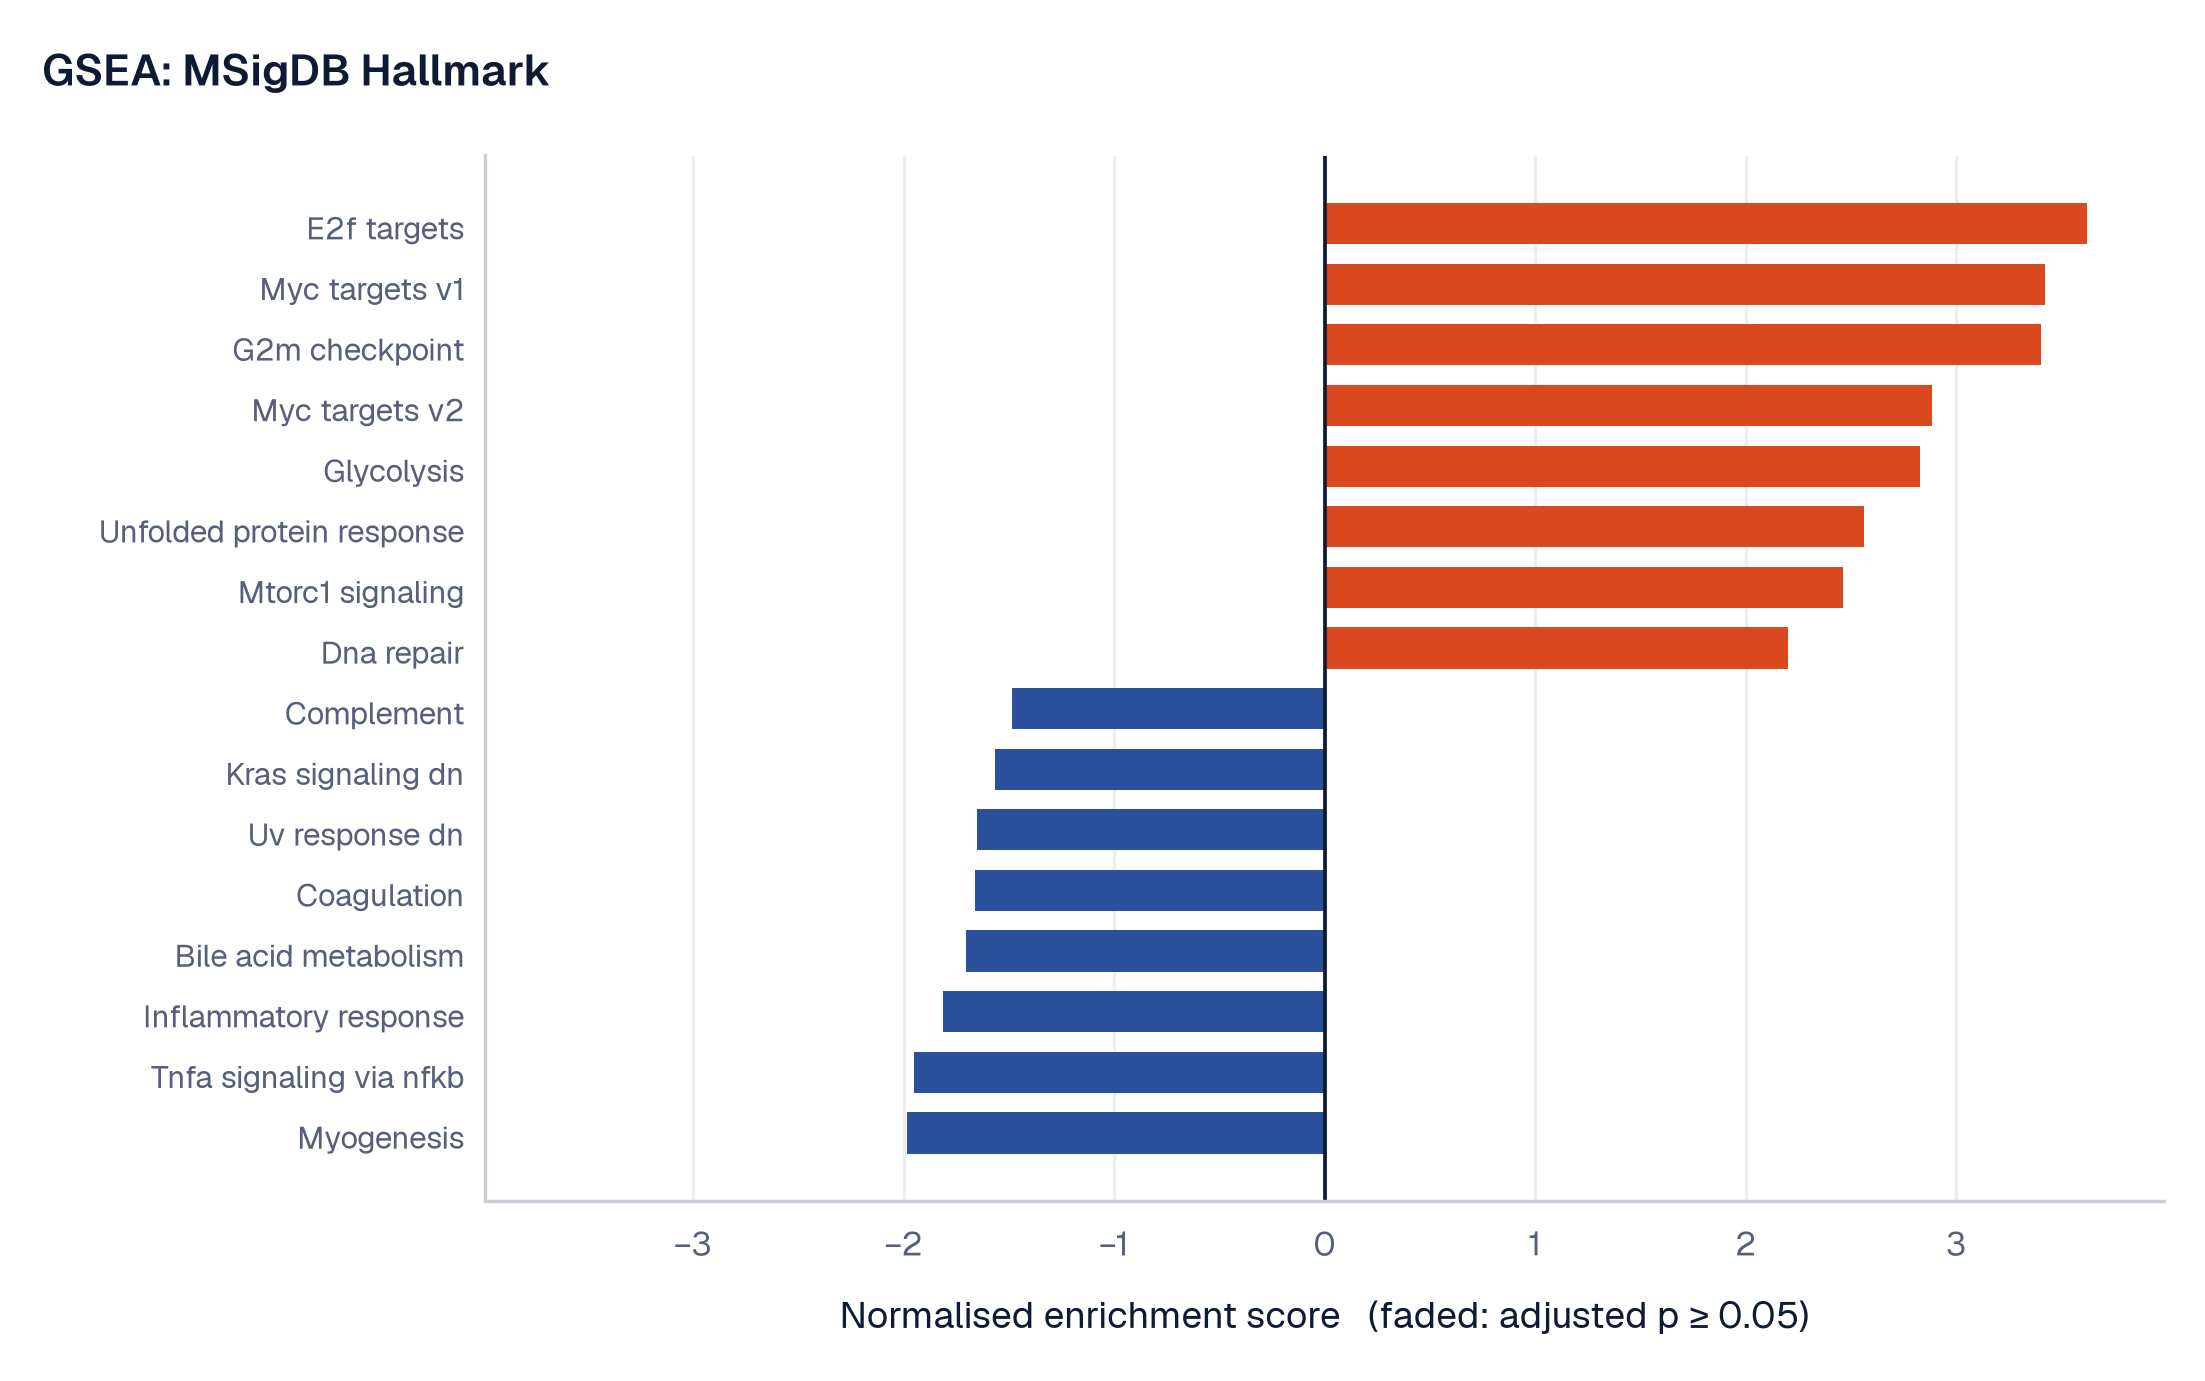 GSEA: MSigDB Hallmark
E2f targets
Myc targets v1
G2m checkpoint
Myc targets v2
Glycolysis
Unfolded protein response
Mtorc1 signaling
Dna repair
Complement
Kras signaling dn
Uv response dn
Coagulation
Bile acid metabolism
Inflammatory response
Tnfa signaling via nfkb
Myogenesis
−3 −2 −1 0 1 2 3
Normalised enrichment score (faded: adjusted p ≥ 0.05)